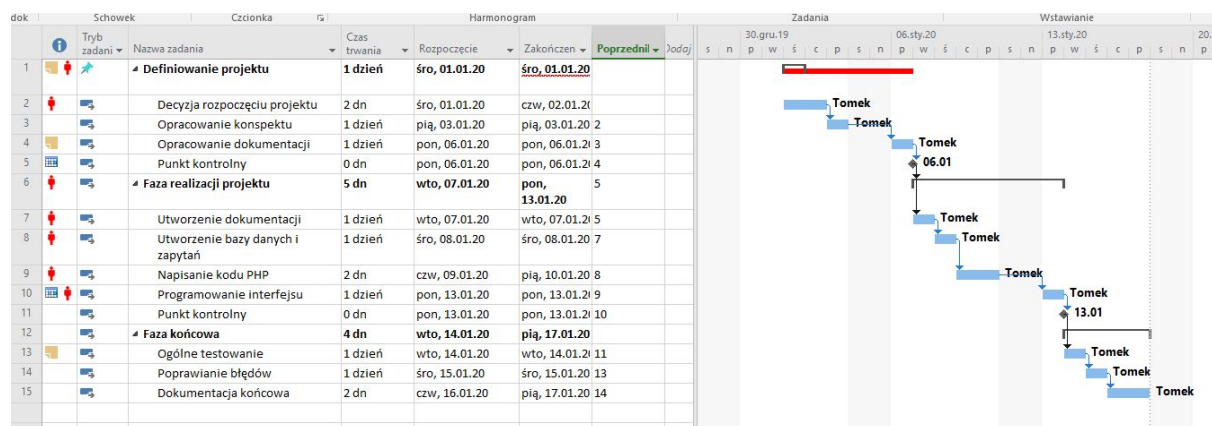 dok Schowek Czcionka Harmonogram Zadania Wstawianie
Tryb zadani Nazwa zadania Czas trwania Rozpoczęcie Zakończen Poprzednil Dodaj
30.gru.19 06.sty.20 13.sty.20 20.
s n p w ś c p s n p w ś c p s n p w ś c p s n p
1 Definiowanie projektu 1 dzień śro, 01.01.20 śro, 01.01.20
2 Decyzja rozpoczęciu projektu 2 dn śro, 01.01.20 czw, 02.01.2( Tomek
3 Opracowanie konspektu 1 dzień pią, 03.01.20 pią, 03.01.20 2 Tomek
4 Opracowanie dokumentacji 1 dzień pon, 06.01.20 pon, 06.01.2( 3 Tomek
5 Punkt kontrolny 0 dn pon, 06.01.20 pon, 06.01.2( 4 06.01
6 Faza realizacji projektu 5 dn wto, 07.01.20 pon, 13.01.20 5
7 Utworzenie dokumentacji 1 dzień wto, 07.01.20 wto, 07.01.2( 5 Tomek
8 Utworzenie bazy danych i zapytań 1 dzień śro, 08.01.20 śro, 08.01.20 7 Tomek
9 Napisanie kodu PHP 2 dn czw, 09.01.20 pią, 10.01.20 8 Tomek
10 Programowanie interfejsu 1 dzień pon, 13.01.20 pon, 13.01.2( 9 Tomek
11 Punkt kontrolny 0 dn pon, 13.01.20 pon, 13.01.2( 10 13.01
12 Faza końcowa 4 dn wto, 14.01.20 pią, 17.01.20
13 Ogólne testowanie 1 dzień wto, 14.01.20 wto, 14.01.2( 11 Tomek
14 Poprawianie błędów 1 dzień śro, 15.01.20 śro, 15.01.20 13 Tomek
15 Dokumentacja końcowa 2 dn czw, 16.01.20 pią, 17.01.20 14 Tomek